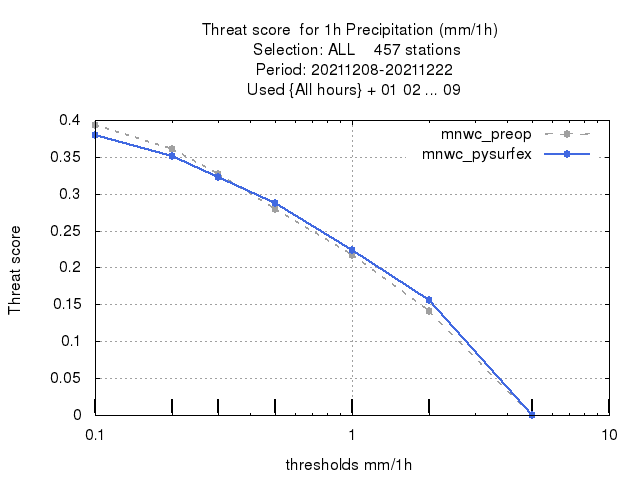 Threat score  for 1h Precipitation (mm/1h)
Selection: ALL    457 stations
Period: 20211208-20211222
Used {All hours} + 01 02 ... 09
mnwc_preop
mnwc_pysurfex
0.4
0.35
0.3
0.25
0.2
0.15
0.1
0.05
0
Threat score
0.1 1 10
thresholds mm/1h